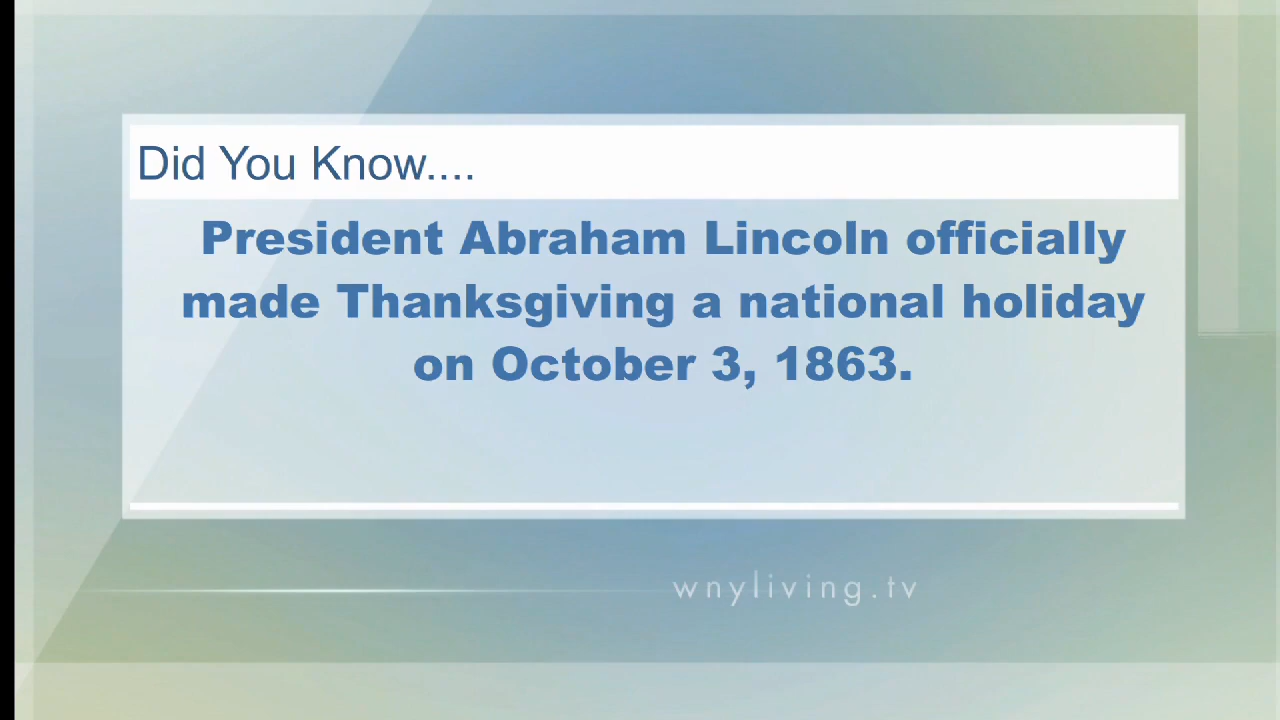 Did You Know....
President Abraham Lincoln officially
made Thanksgiving a national holiday
on October 3, 1863.
wnyliving.tv